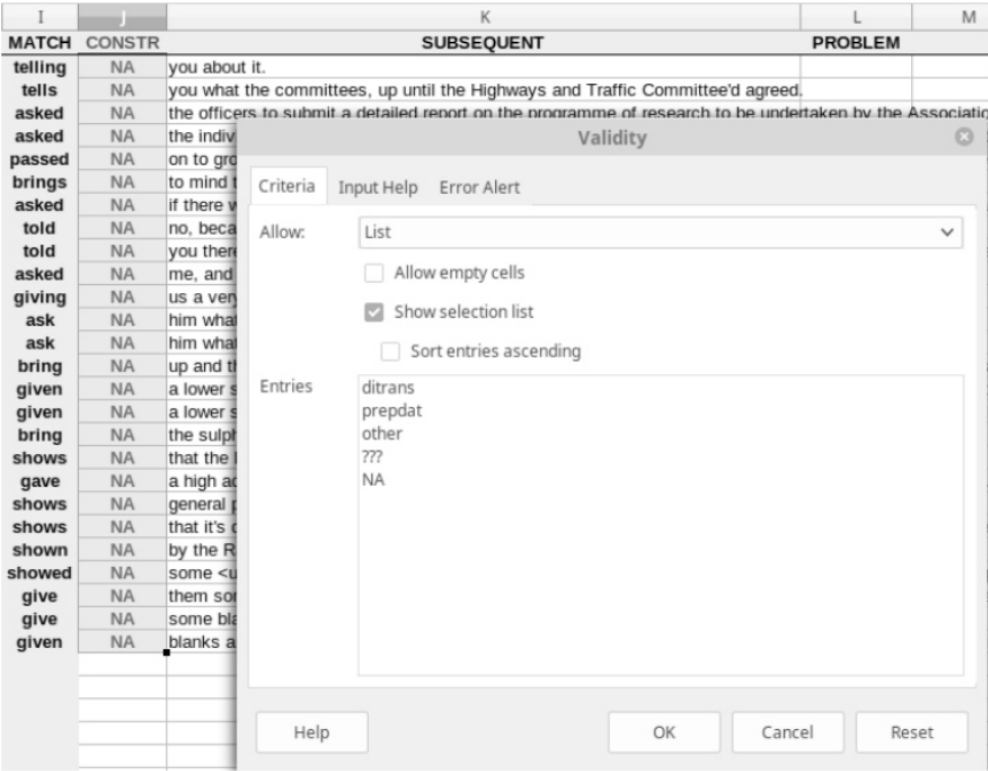 I J K L M
MATCH CONSTR SUBSEQUENT PROBLEM
telling NA you about it.
tells NA you what the committees, up until the Highways and Traffic Committee'd agreed.
asked NA the officers to submit a detailed report on the programme of research to be undertaken by the Associatio
asked NA the indiv
passed NA on to gro
brings NA to mind
asked NA if there w
told NA no, beca
told NA you there
asked NA me, and
giving NA us a very
ask NA him what
ask NA him what
bring NA up and th
given NA a lower s
given NA a lower s
bring NA the sulph
shows NA that the
gave NA a high ac
shows NA general p
shows NA that it's
shown NA by the R
showed NA some <u
give NA them son
give NA some bla
given NA blanks a
Validity
Criteria Input Help Error Alert
Allow: List
Allow empty cells
Show selection list
Sort entries ascending
Entries ditrans
prepdat
other
???
NA
Help OK Cancel Reset